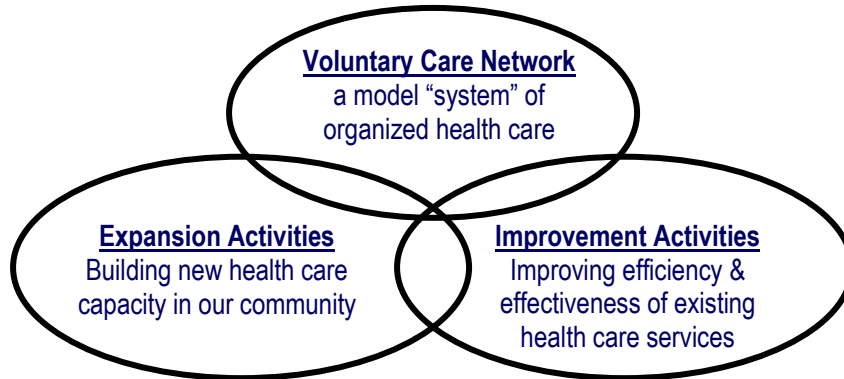 Voluntary Care Network
a model “system” of
organized health care
Expansion Activities
Building new health care
capacity in our community
Improvement Activities
Improving efficiency &
effectiveness of existing
health care services